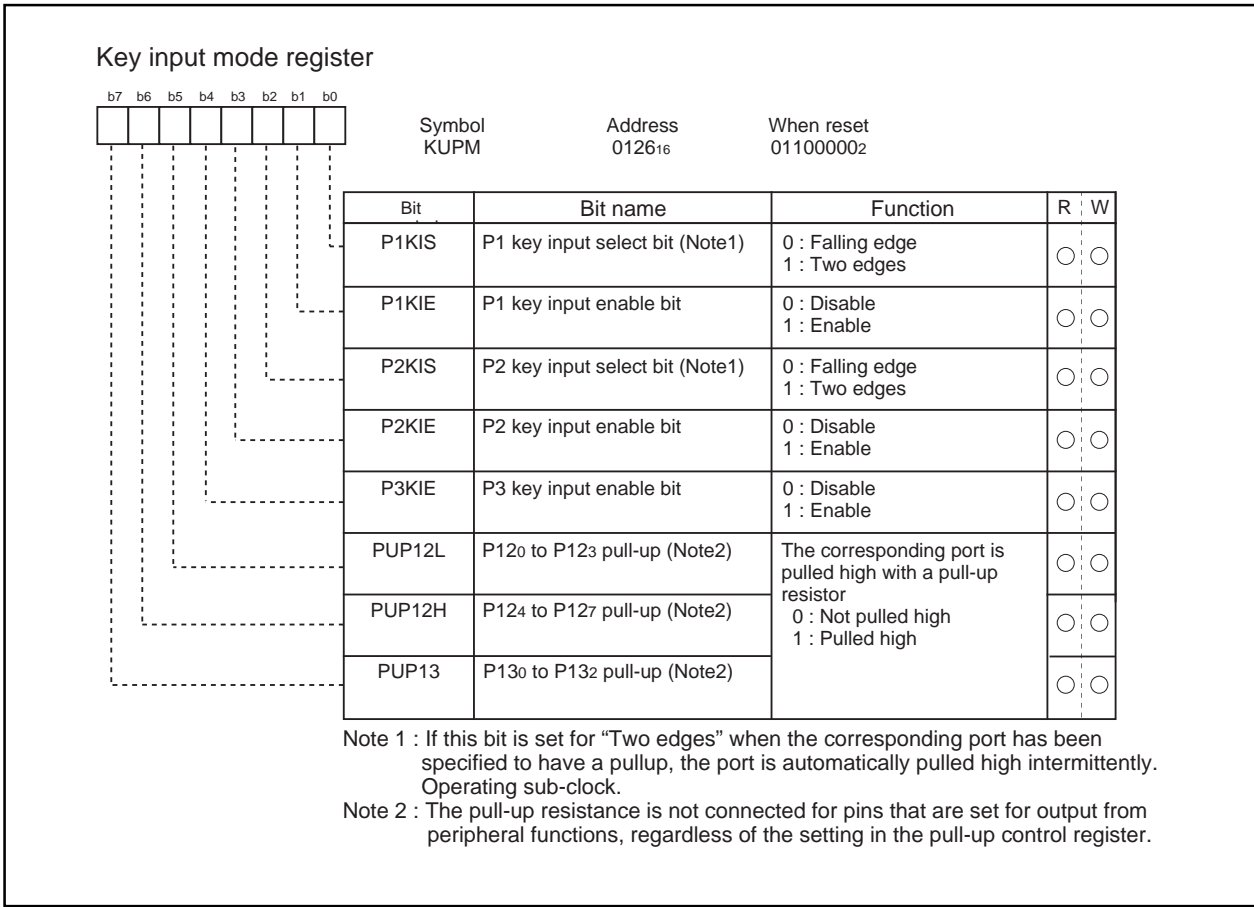 Key input mode register
b7 b6 b5 b4 b3 b2 b1 b0
Symbol Address When reset
KUPM 012616 011000002
Bit Bit name Function R W
P1KIS P1 key input select bit (Note1) 0 : Falling edge
1 : Two edges
P1KIE P1 key input enable bit 0 : Disable
1 : Enable
P2KIS P2 key input select bit (Note1) 0 : Falling edge
1 : Two edges
P2KIE P2 key input enable bit 0 : Disable
1 : Enable
P3KIE P3 key input enable bit 0 : Disable
1 : Enable
PUP12L P120 to P123 pull-up (Note2) The corresponding port is
pulled high with a pull-up
resistor
PUP12H P124 to P127 pull-up (Note2) 0 : Not pulled high
1 : Pulled high
PUP13 P130 to P132 pull-up (Note2)
Note 1 : If this bit is set for “Two edges” when the corresponding port has been
specified to have a pullup, the port is automatically pulled high intermittently.
Operating sub-clock.
Note 2 : The pull-up resistance is not connected for pins that are set for output from
peripheral functions, regardless of the setting in the pull-up control register.